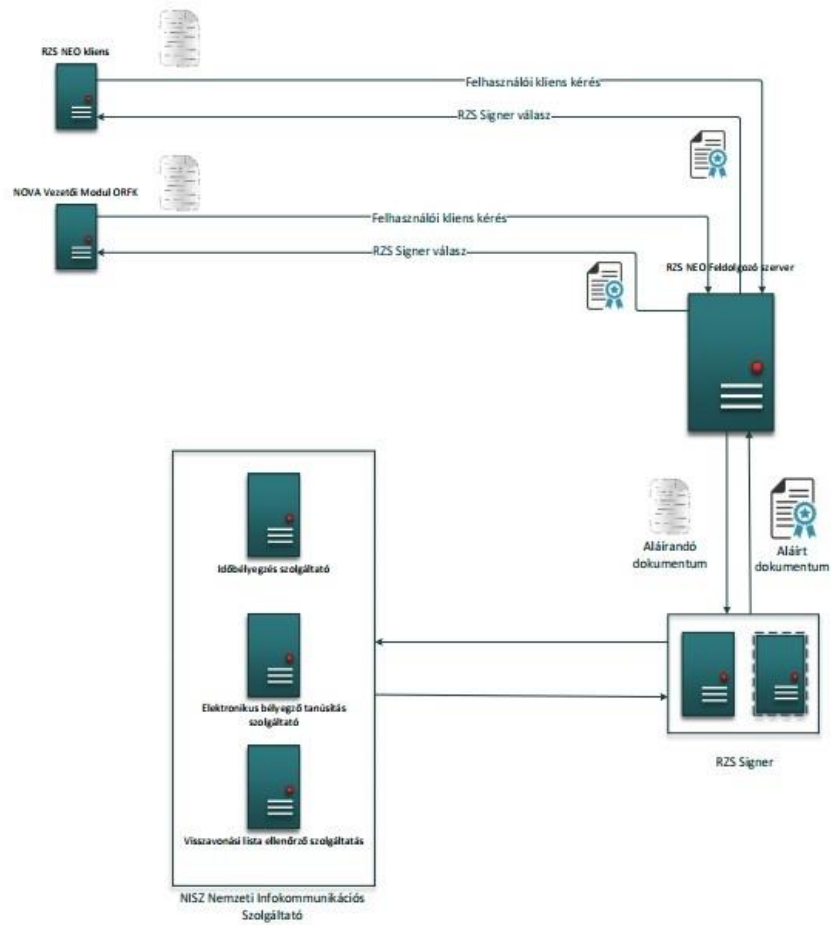 RZS NEO kliens
Felhasználói kliens kérés
RZS Signer válasz
NOVA Vezetői Modul ORFK
Felhasználói kliens kérés
RZS Signer válasz
RZS NEO Feldolgozó szerver
Aláírandó
dokumentum
Aláírt
dokumentum
Időbélyegzés szolgáltató
Elektronikus bélyegző tanúsítás
szolgáltató
Visszavonási lista ellenőrző szolgáltatás
RZS Signer
NISZ Nemzeti Infokommunikációs
Szolgáltató